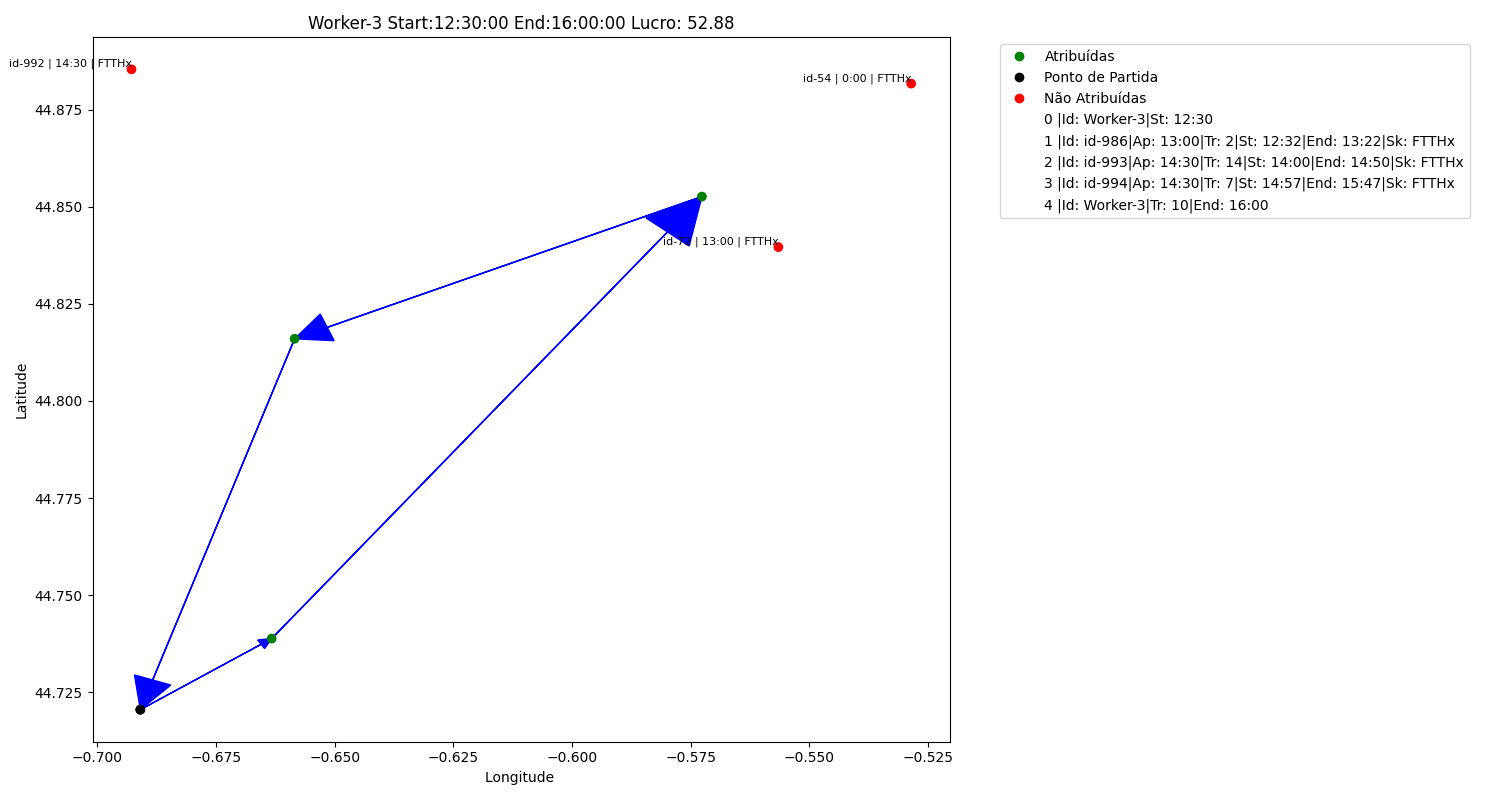 Worker-3 Start:12:30:00 End:16:00:00 Lucro: 52.88
id-992 | 14:30 | FTTHx
id-54 | 0:00 | FTTHx
| 13:00 | FTTHx
Latitude
44.875
44.850
44.825
44.800
44.775
44.750
44.725
−0.700
−0.675
−0.650
−0.625
−0.600
−0.575
−0.550
−0.525
Longitude
Atribuídas
Ponto de Partida
Não Atribuídas
0 |Id: Worker-3|St: 12:30
1 |Id: id-986|Ap: 13:00|Tr: 2|St: 12:32|End: 13:22|Sk: FTTHx
2 |Id: id-993|Ap: 14:30|Tr: 14|St: 14:00|End: 14:50|Sk: FTTHx
3 |Id: id-994|Ap: 14:30|Tr: 7|St: 14:57|End: 15:47|Sk: FTTHx
4 |Id: Worker-3|Tr: 10|End: 16:00